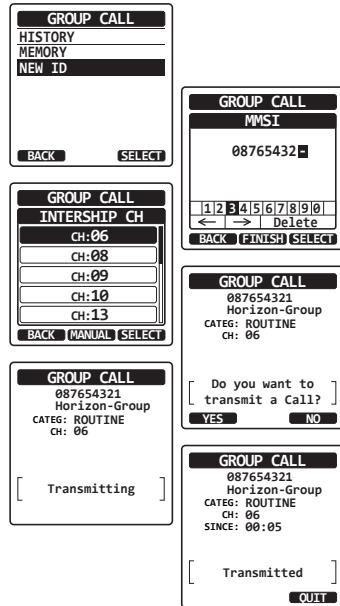 GROUP CALL
HISTORY
MEMORY
NEW ID
BACK SELECT
GROUP CALL
MMSI
08765432-
1 2 3 4 5 6 7 8 9 0
← → Delete
BACK FINISH SELECT
GROUP CALL
INTERSHIP CH
CH:06
CH:08
CH:09
CH:10
CH:13
BACK MANUAL SELECT
GROUP CALL
087654321
Horizon-Group
CATEG: ROUTINE
CH: 06
Do you want to
transmit a Call?
YES NO
GROUP CALL
087654321
Horizon-Group
CATEG: ROUTINE
CH: 06
Transmitting
GROUP CALL
087654321
Horizon-Group
CATEG: ROUTINE
CH: 06
SINCE: 00:05
Transmitted
QUIT